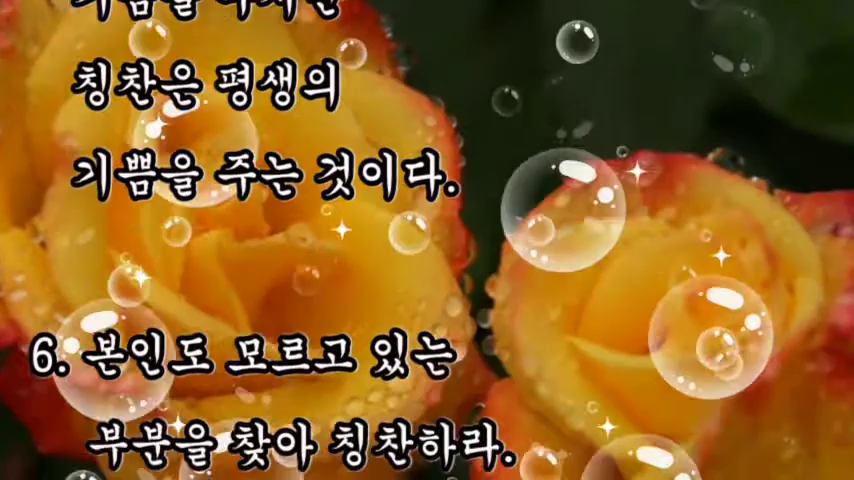 칭찬은 평생의
기쁨을 주는 것이다.
6. 본인도 모르고 있는
부분을 찾아 칭찬하라.